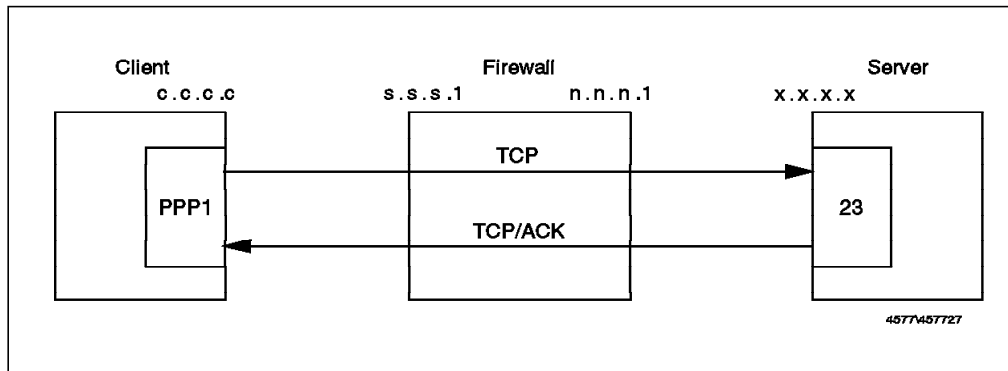 Client
Firewall
Server
c.c.c.c
s.s.s.1
n.n.n.1
x.x.x.x
TCP
PPP1
23
TCP/ACK
4577\457727